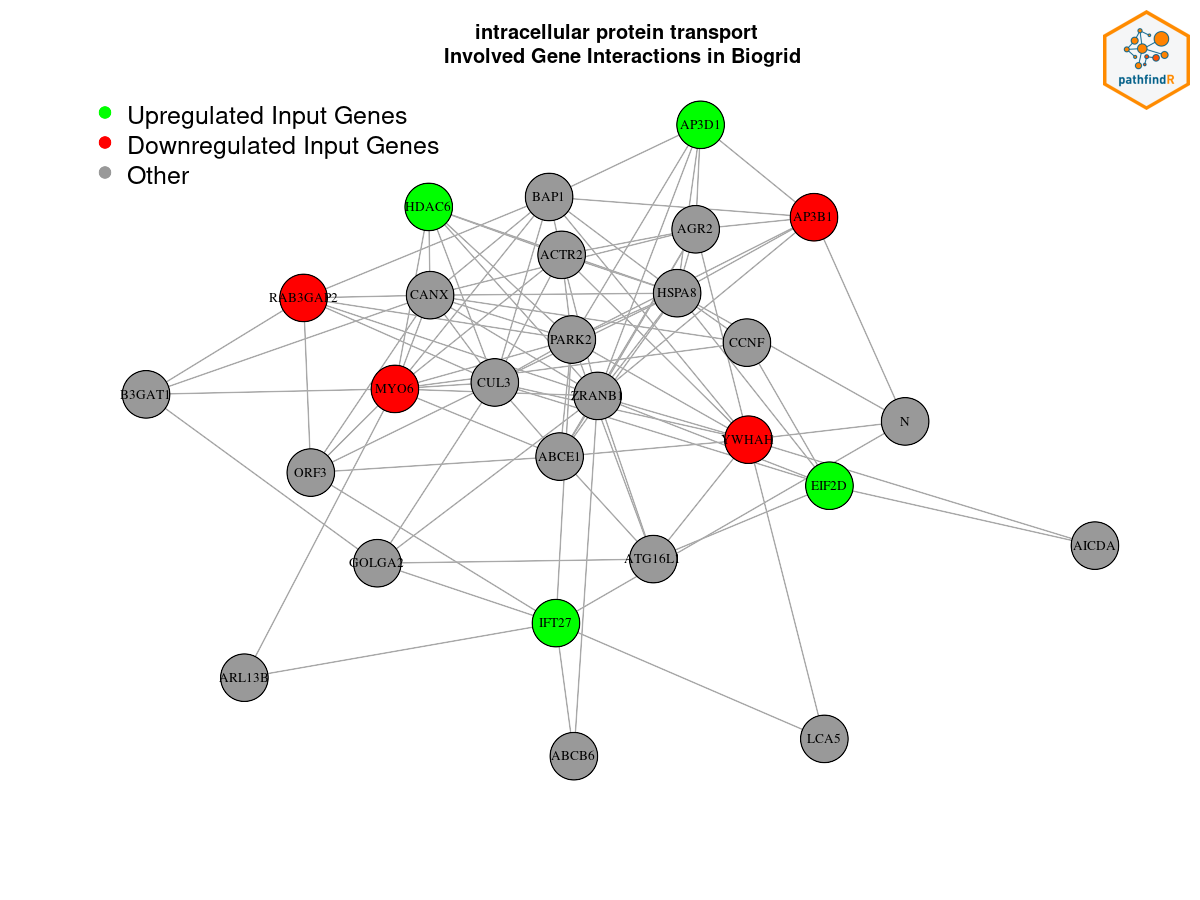 intracellular protein transport
Involved Gene Interactions in Biogrid
pathfindR
Upregulated Input Genes
Downregulated Input Genes
Other
AP3D1
BAP1
HDAC6
AP3B1
AGR2
ACTR2
RAB3GAP2
CANX
HSPA8
PARK2
CCNF
B3GAT1
MYO6
CUL3
ZRANB1
N
YWHAH
ABCE1
ORF3
EIF2D
AICDA
GOLGA2
ATG16L1
IFT27
ARL13B
LCA5
ABCB6